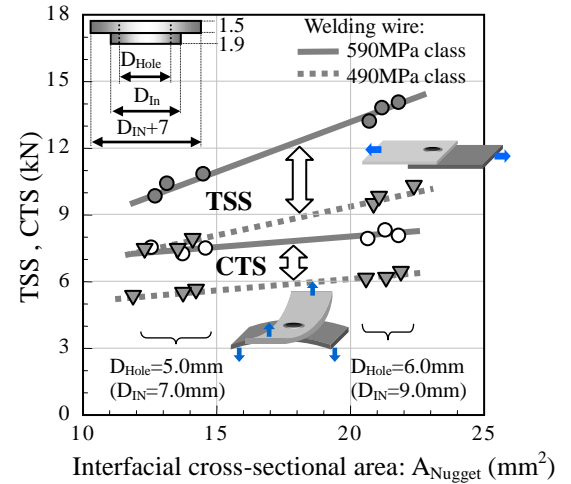 18
15
12
9
6
3
0
TSS , CTS (kN)
1.5
1.9
D_Hole
D_In
D_IN+7
Welding wire:
590MPa class
490MPa class
TSS
CTS
D_Hole=5.0mm
(D_IN=7.0mm)
D_Hole=6.0mm
(D_IN=9.0mm)
10 15 20 25
Interfacial cross-sectional area: A_Nugget (mm²)